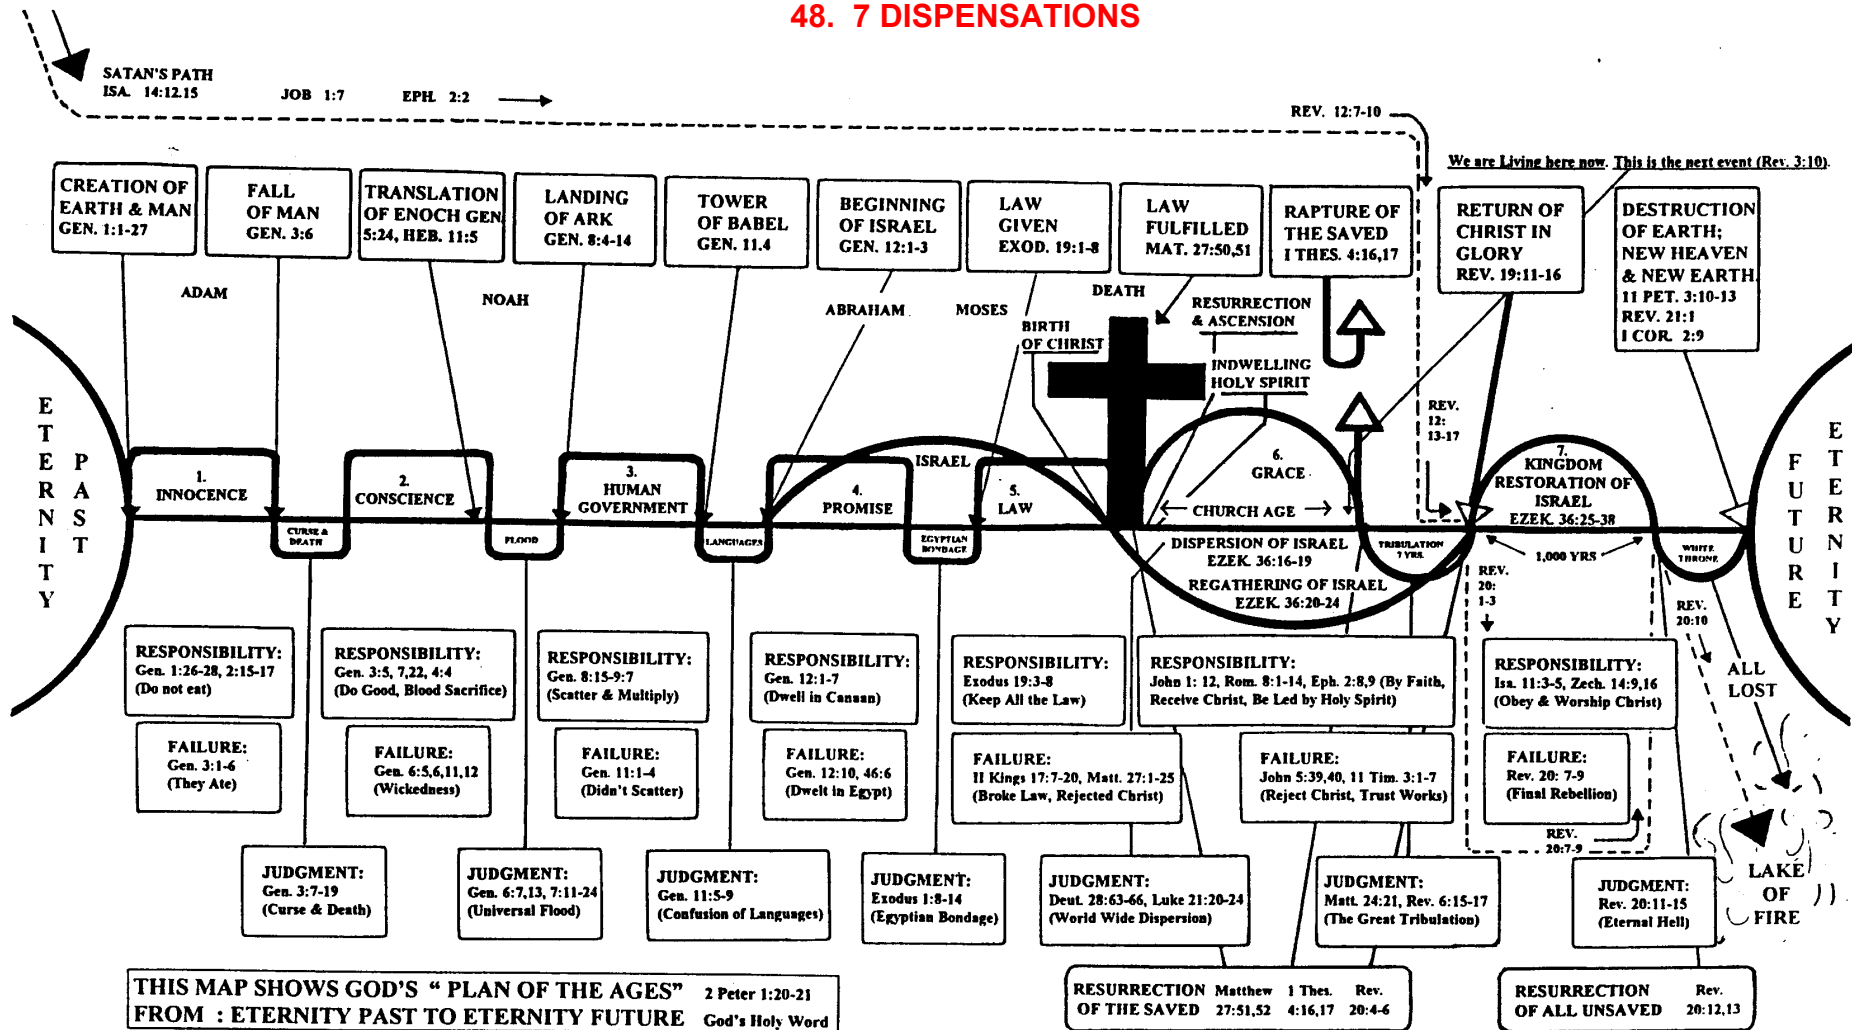 48. 7 DISPENSATIONS
SATAN'S PATH
ISA. 14:12.15
JOB 1:7
EPH. 2:2
REV. 12:7-10
We are Living here now. This is the next event (Rev. 3:10).
CREATION OF
EARTH & MAN
GEN. 1:1-27
FALL
OF MAN
GEN. 3:6
TRANSLATION
OF ENOCH GEN.
5:24, HEB. 11:5
LANDING
OF ARK
GEN. 8:4-14
TOWER
OF BABEL
GEN. 11.4
BEGINNING
OF ISRAEL
GEN. 12:1-3
LAW
GIVEN
EXOD. 19:1-8
LAW
FULFILLED
MAT. 27:50,51
RAPTURE OF
THE SAVED
I THES. 4:16,17
RETURN OF
CHRIST IN
GLORY
REV. 19:11-16
DESTRUCTION
OF EARTH;
NEW HEAVEN
& NEW EARTH.
11 PET. 3:10-13
REV. 21:1
I COR. 2:9
ADAM
NOAH
ABRAHAM
MOSES
DEATH
BIRTH
OF CHRIST
RESURRECTION
& ASCENSION
INDWELLING
HOLY SPIRIT
REV.
12:
13-17
ETERNITY
PAST
1.
INNOCENCE
CURSE &
DEATH
2.
CONSCIENCE
FLOOD
3.
HUMAN
GOVERNMENT
LANGUAGES
ISRAEL
4.
PROMISE
EGYPTIAN
BONDAGE
5.
LAW
6.
GRACE
CHURCH AGE
DISPERSION OF ISRAEL
EZEK. 36:16-19
REGATHERING OF ISRAEL
EZEK. 36:20-24
TRIBULATION
7 YRS.
7.
KINGDOM
RESTORATION OF
ISRAEL
EZEK. 36:25-38
1,000 YRS
WHITE
THRONE
FUTURE
ETERNITY
REV.
20:
1-3
REV.
20:10
ALL
LOST
RESPONSIBILITY:
Gen. 1:26-28, 2:15-17
(Do not eat)
RESPONSIBILITY:
Gen. 3:5, 7,22, 4:4
(Do Good, Blood Sacrifice)
RESPONSIBILITY:
Gen. 8:15-9:7
(Scatter & Multiply)
RESPONSIBILITY:
Gen. 12:1-7
(Dwell in Canaan)
RESPONSIBILITY:
Exodus 19:3-8
(Keep All the Law)
RESPONSIBILITY:
John 1: 12, Rom. 8:1-14, Eph. 2:8,9 (By Faith,
Receive Christ, Be Led by Holy Spirit)
RESPONSIBILITY:
Isa. 11:3-5, Zech. 14:9,16
(Obey & Worship Christ)
FAILURE:
Gen. 3:1-6
(They Ate)
FAILURE:
Gen. 6:5,6,11,12
(Wickedness)
FAILURE:
Gen. 11:1-4
(Didn't Scatter)
FAILURE:
Gen. 12:10, 46:6
(Dwelt in Egypt)
FAILURE:
II Kings 17:7-20, Matt. 27:1-25
(Broke Law, Rejected Christ)
FAILURE:
John 5:39,40, 11 Tim. 3:1-7
(Reject Christ, Trust Works)
FAILURE:
Rev. 20: 7-9
(Final Rebellion)
REV.
20:7-9
JUDGMENT:
Gen. 3:7-19
(Curse & Death)
JUDGMENT:
Gen. 6:7,13, 7:11-24
(Universal Flood)
JUDGMENT:
Gen. 11:5-9
(Confusion of Languages)
JUDGMENT:
Exodus 1:8-14
(Egyptian Bondage)
JUDGMENT:
Deut. 28:63-66, Luke 21:20-24
(World Wide Dispersion)
JUDGMENT:
Matt. 24:21, Rev. 6:15-17
(The Great Tribulation)
JUDGMENT:
Rev. 20:11-15
(Eternal Hell)
LAKE
OF
FIRE
THIS MAP SHOWS GOD'S “ PLAN OF THE AGES” 2 Peter 1:20-21
FROM : ETERNITY PAST TO ETERNITY FUTURE God's Holy Word
RESURRECTION Matthew 1 Thes. Rev.
OF THE SAVED 27:51,52 4:16,17 20:4-6
RESURRECTION Rev.
OF ALL UNSAVED 20:12,13